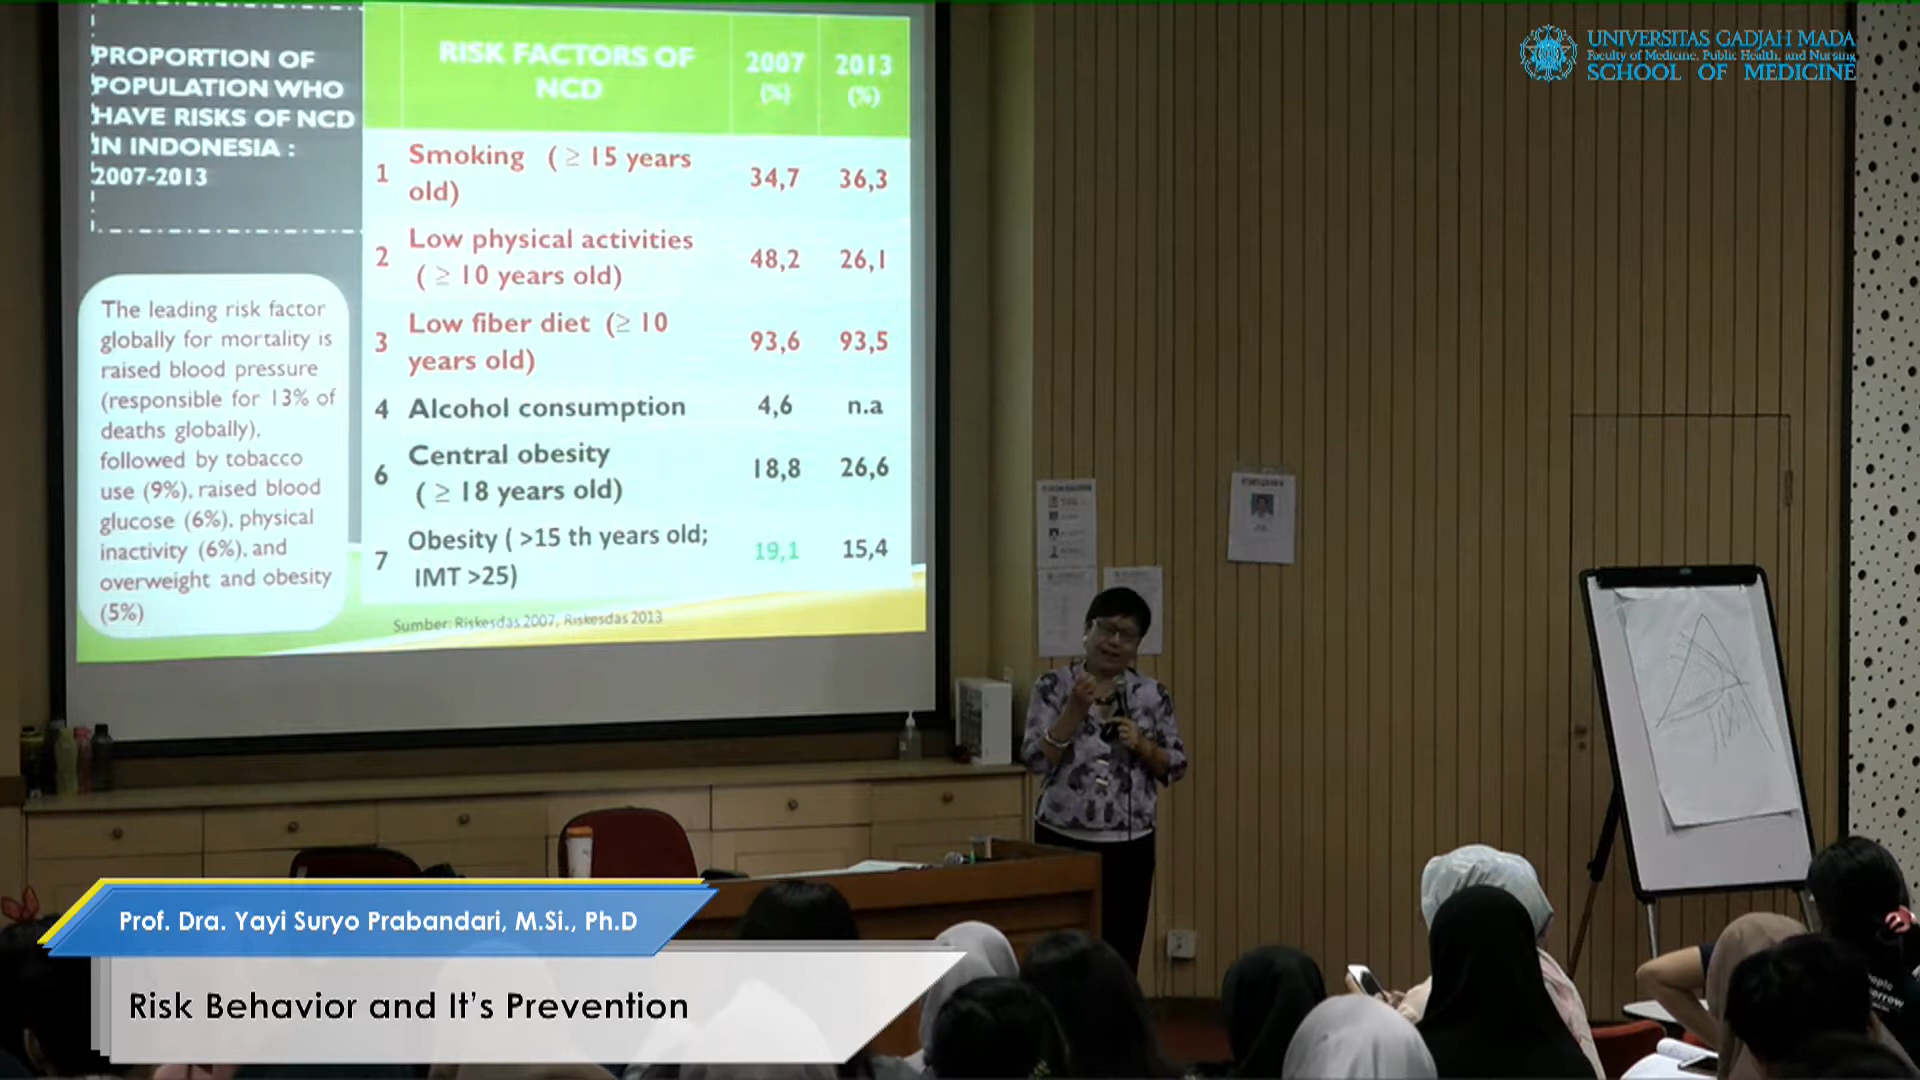 PROPORTION OF
POPULATION WHO
HAVE RISKS OF NCD
IN INDONESIA :
2007-2013
The leading risk factor
globally for mortality is
raised blood pressure
(responsible for 13% of
deaths globally),
followed by tobacco
use (9%), raised blood
glucose (6%), physical
inactivity (6%), and
overweight and obesity
(5%)
RISK FACTORS OF
NCD
2007
(%)
2013
(%)
1 Smoking ( ≥ 15 years
old) 34,7 36,3
2 Low physical activities
( ≥ 10 years old) 48,2 26,1
3 Low fiber diet (≥ 10
years old) 93,6 93,5
4 Alcohol consumption 4,6 n.a
6 Central obesity
( ≥ 18 years old) 18,8 26,6
7 Obesity ( >15 th years old;
IMT >25) 19,1 15,4
Sumber: Riskesdas 2007, Riskesdas 2013
UNIVERSITAS GADJAH MADA
Faculty of Medicine, Public Health, and Nursing
SCHOOL OF MEDICINE
Prof. Dra. Yayi Suryo Prabandari, M.Si., Ph.D
Risk Behavior and It's Prevention